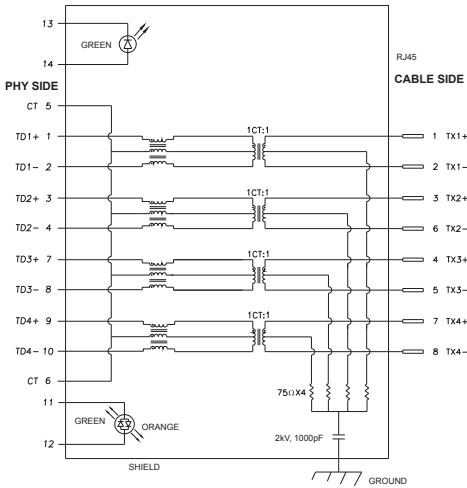 13
GREEN
14
RJ45
PHY SIDE
CABLE SIDE
CT 5
1CT:1
TD1+ 1
1 TX1+
TD1- 2
2 TX1-
1CT:1
TD2+ 3
3 TX2+
TD2- 4
6 TX2-
1CT:1
TD3+ 7
4 TX3+
TD3- 8
5 TX3-
1CT:1
TD4+ 9
7 TX4+
TD4- 10
8 TX4-
CT 6
75ΩX4
11
GREEN
ORANGE
12
2kV, 1000pF
SHIELD
GROUND